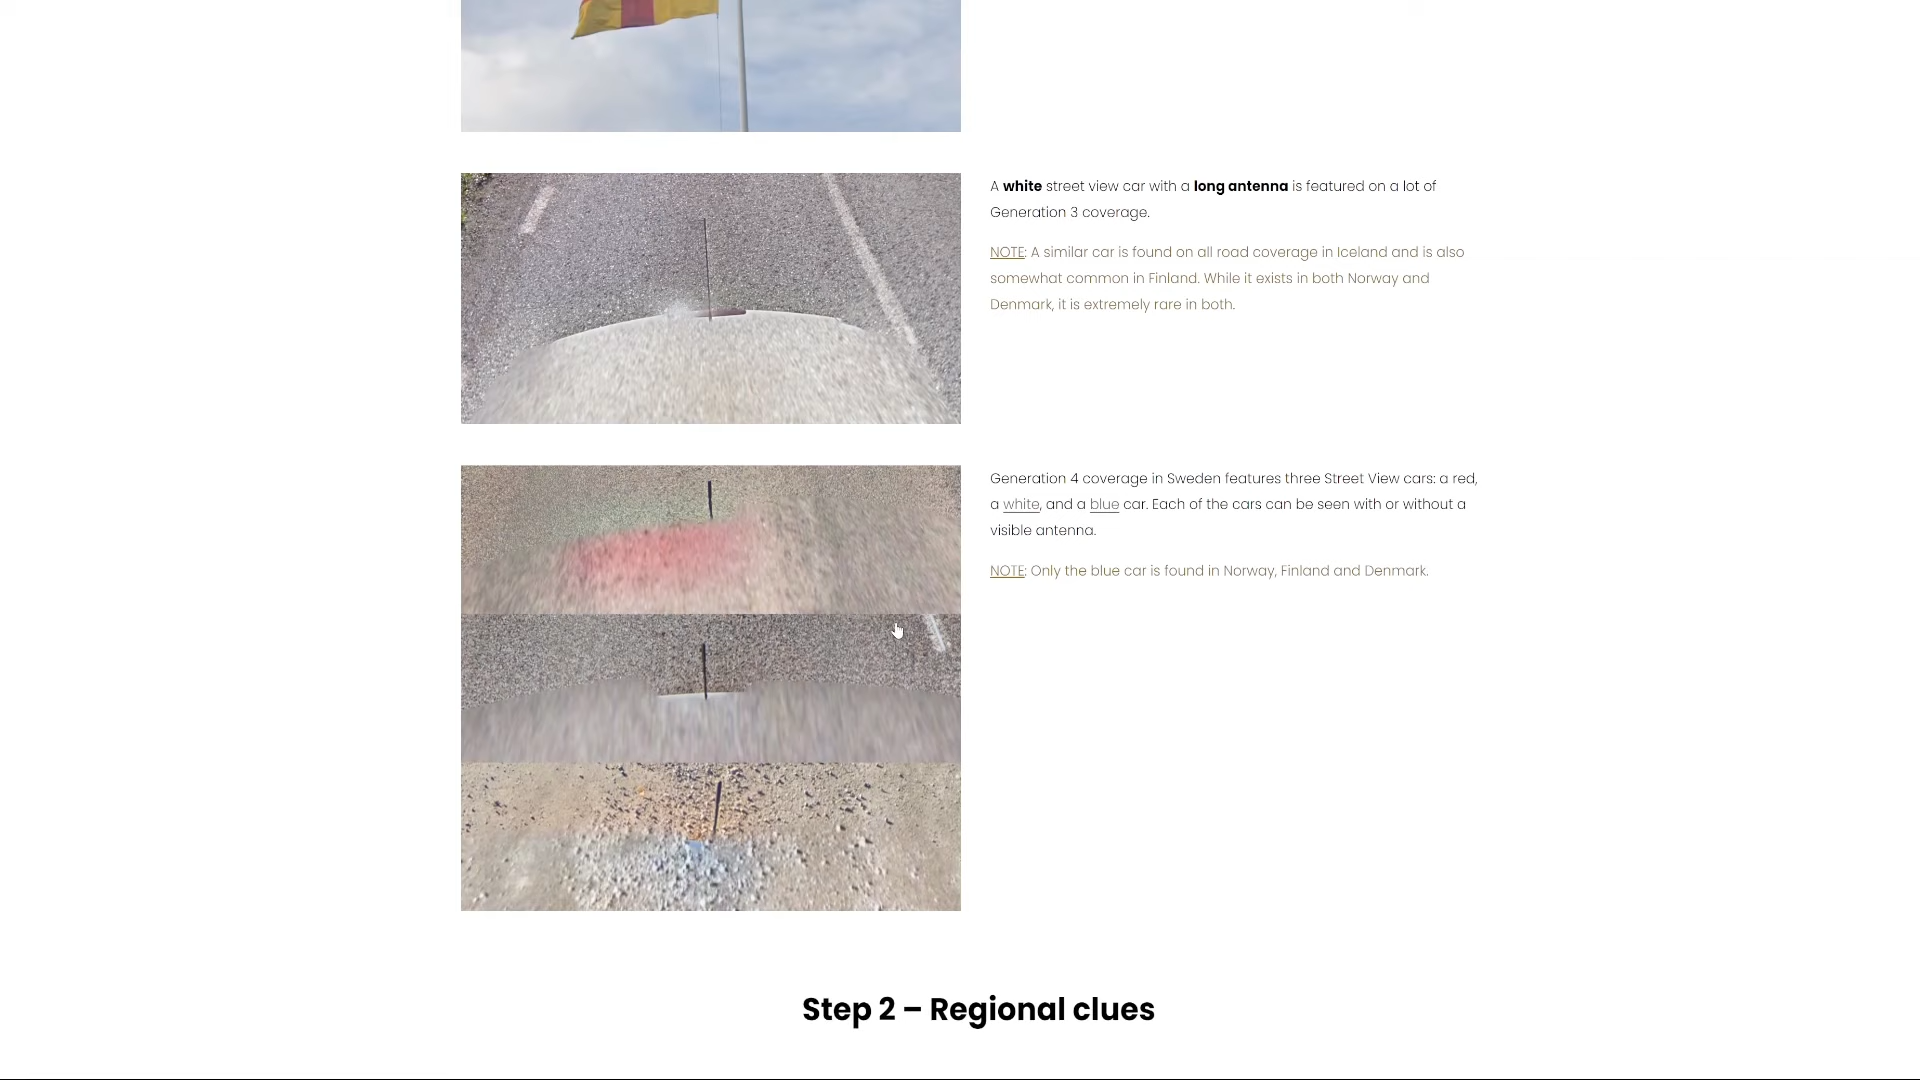 A white street view car with a long antenna is featured on a lot of
Generation 3 coverage.
NOTE: A similar car is found on all road coverage in Iceland and is also
somewhat common in Finland. While it exists in both Norway and
Denmark, it is extremely rare in both.
Generation 4 coverage in Sweden features three Street View cars: a red,
a white, and a blue car. Each of the cars can be seen with or without a
visible antenna.
NOTE: Only the blue car is found in Norway, Finland and Denmark.
Step 2 – Regional clues